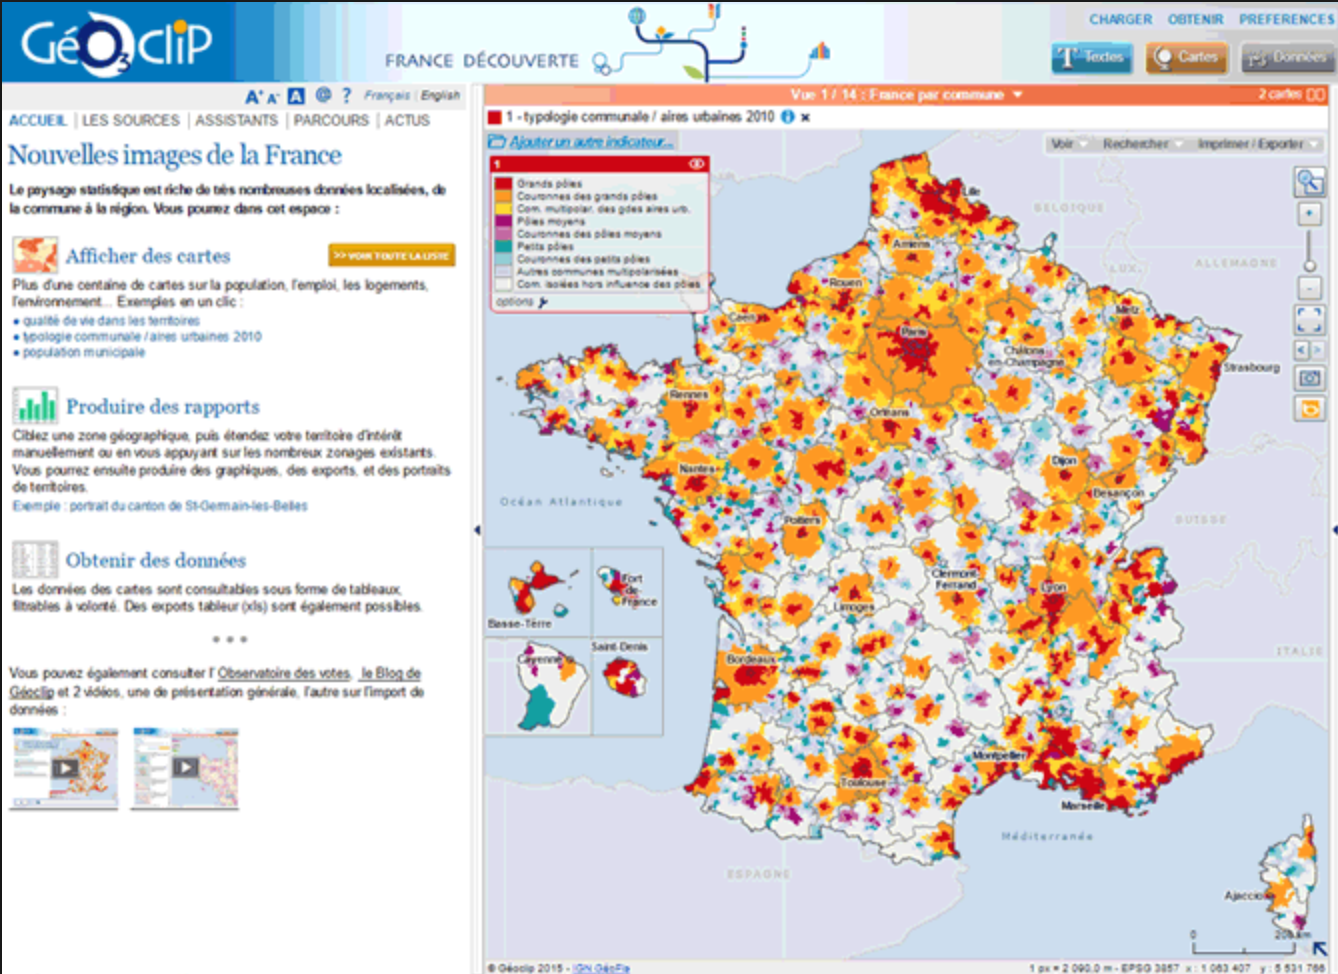 GéO3CliP
FRANCE DÉCOUVERTE
CHARGER OBTENIR PREFERENCES
Textes Cartes Données
A+ A- A @ ? Français | English
ACCUEIL | LES SOURCES | ASSISTANTS | PARCOURS | ACTUS
Nouvelles images de la France
Le paysage statistique est riche de très nombreuses données localisées, de
la commune à la région. Vous pourrez dans cet espace :
Afficher des cartes
>> VOIR TOUTE LA LISTE
Plus d'une centaine de cartes sur la population, l'emploi, les logements,
l'environnement... Exemples en un clic :
• qualité de vie dans les territoires
• typologie communale / aires urbaines 2010
• population municipale
Produire des rapports
Ciblez une zone géographique, puis étendez votre territoire d'intérêt
manuellement ou en vous appuyant sur les nombreux zonages existants.
Vous pourrez ensuite produire des graphiques, des exports, et des portraits
de territoires.
Exemple : portrait du canton de St-Germain-les-Belles
Obtenir des données
Les données des cartes sont consultables sous forme de tableaux,
filtrables à volonté. Des exports tableur (xls) sont également possibles.
Vous pouvez également consulter l' Observatoire des votes, le Blog de
Géoclip et 2 vidéos, une de présentation générale, l'autre sur l'import de
données :
Vue 1 / 14 : France par commune
2 cartes
1 - typologie communale / aires urbaines 2010
Ajouter un autre indicateur...
Voir Rechercher Imprimer / Exporter
1
Grands pôles
Couronnes des grands pôles
Com. multipolar. des gdes aires urb.
Pôles moyens
Couronnes des pôles moyens
Petits pôles
Couronnes des petits pôles
Autres communes multipolarisées
Com. isolées hors influence des pôles
options
Lille
BELGIQUE
Amiens
LUX.
ALLEMAGNE
Rouen
Caen
Metz
Paris
Châlons
en-Champagne
Strasbourg
Rennes
Orléans
Nantes
Dijon
Besançon
Océan Atlantique
Poitiers
SUISSE
Clermont
Ferrand
Lyon
Limoges
Fort
de
France
Basse-Terre
Saint-Denis
Cayenne
Bordeaux
ITALIE
Montpellier
Toulouse
Marseille
Méditerranée
ESPAGNE
Ajaccio
0 200 km
© Géoclip 2015 - IGN GéoFla
1 px = 2 090,0 m - EPSG 3857 x : 1 063 407 y : 5 531 766